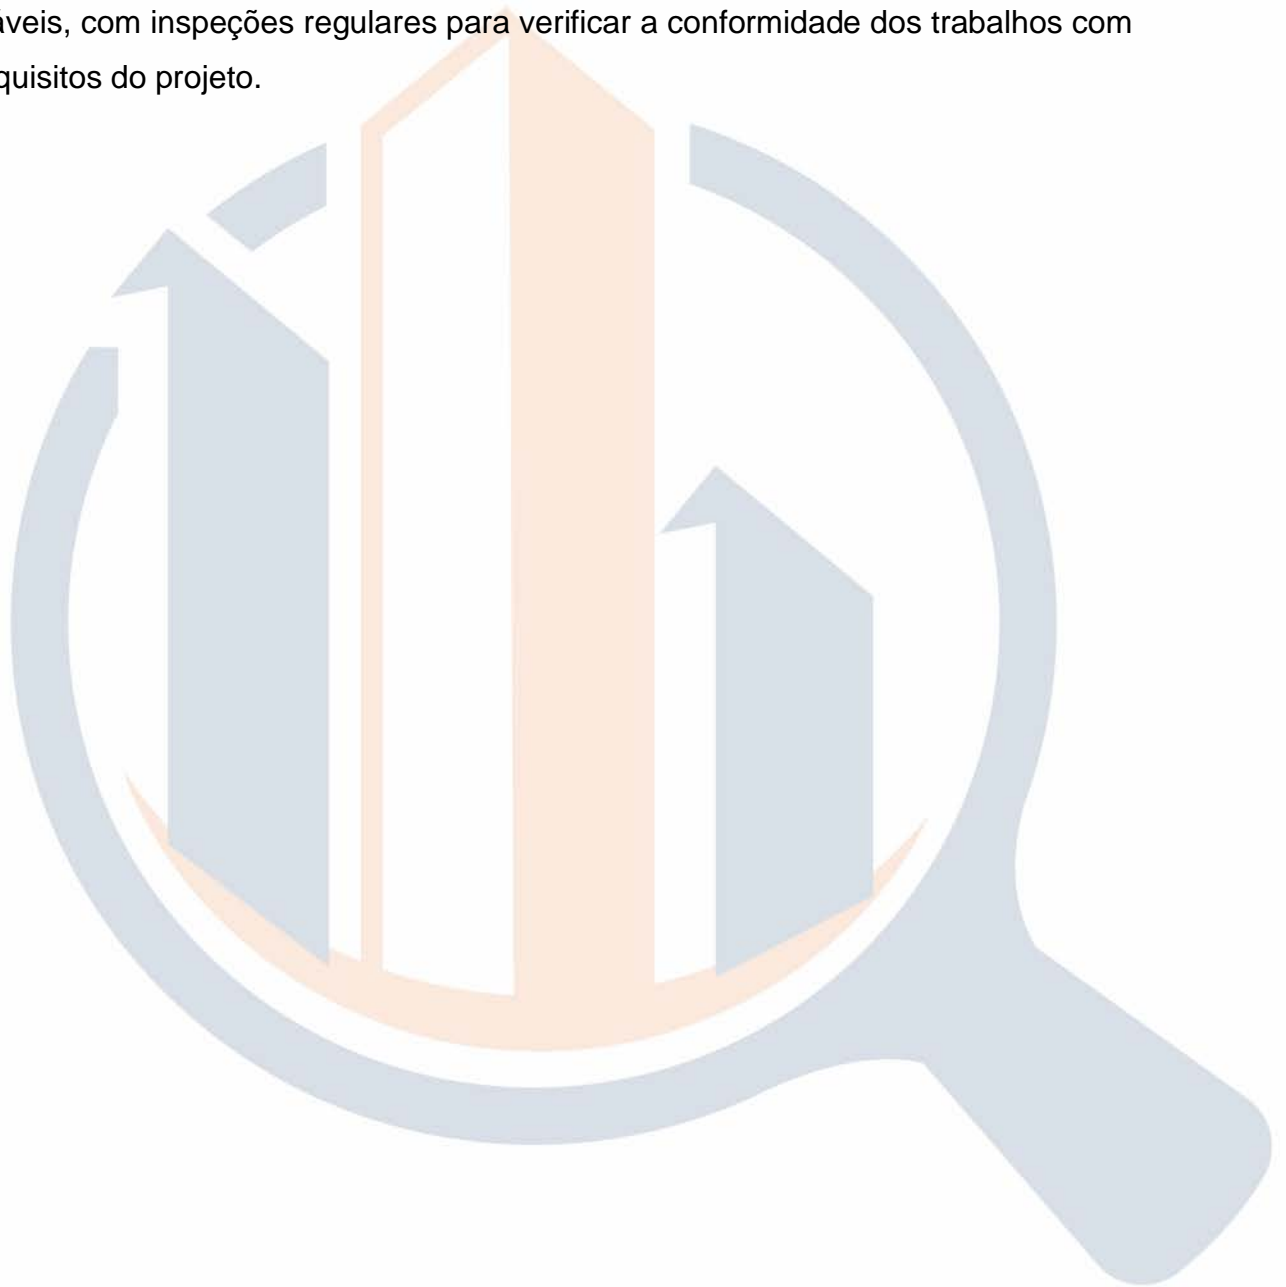 áveis, com inspeções regulares para verificar a conformidade dos trabalhos com
quisitos do projeto.